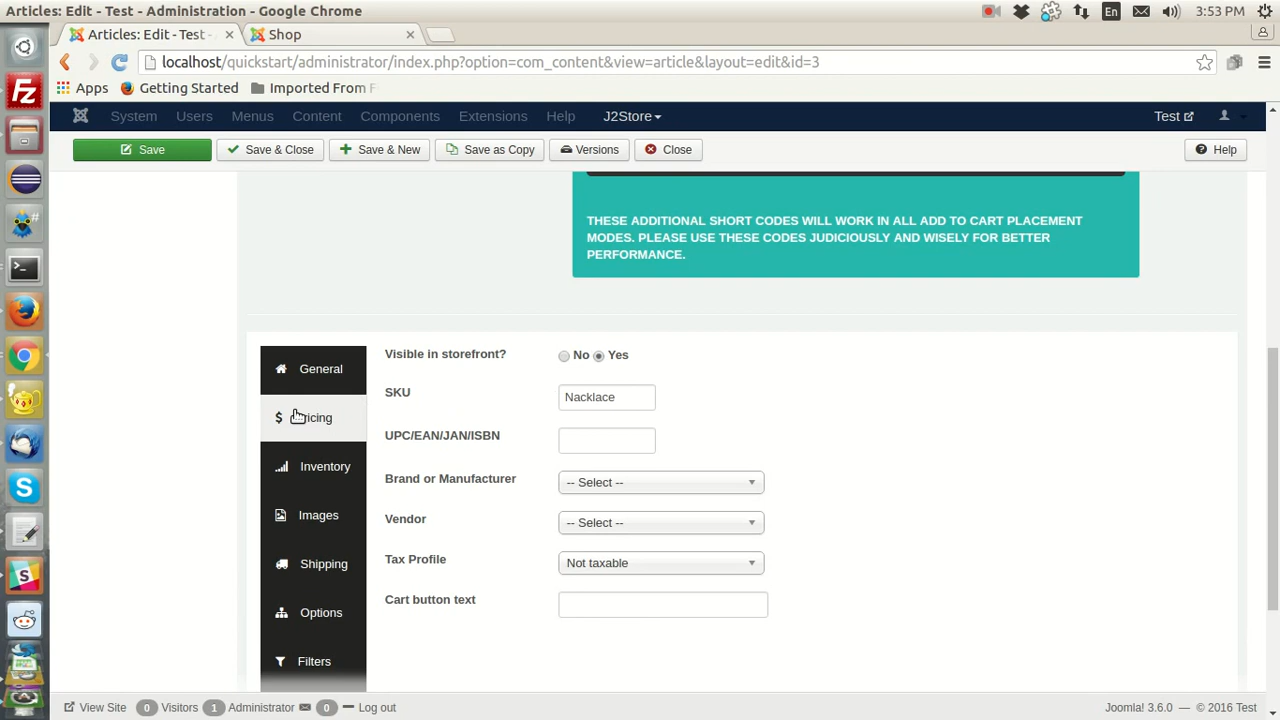 Articles: Edit - Test - Administration - Google Chrome
En
3:53 PM
Articles: Edit - Test -
Shop
localhost/quickstart/administrator/index.php?option=com_content&view=article&layout=edit&id=3
Apps
Getting Started
Imported From F
System
Users
Menus
Content
Components
Extensions
Help
J2Store
Test
Save
Save & Close
Save & New
Save as Copy
Versions
Close
Help
THESE ADDITIONAL SHORT CODES WILL WORK IN ALL ADD TO CART PLACEMENT
MODES. PLEASE USE THESE CODES JUDICIOUSLY AND WISELY FOR BETTER
PERFORMANCE.
General
Pricing
Inventory
Images
Shipping
Options
Filters
Visible in storefront?
No Yes
SKU
Nacklace
UPC/EAN/JAN/ISBN
Brand or Manufacturer
-- Select --
Vendor
-- Select --
Tax Profile
Not taxable
Cart button text
View Site
0 Visitors
1 Administrator
0
Log out
Joomla! 3.6.0 — © 2016 Test